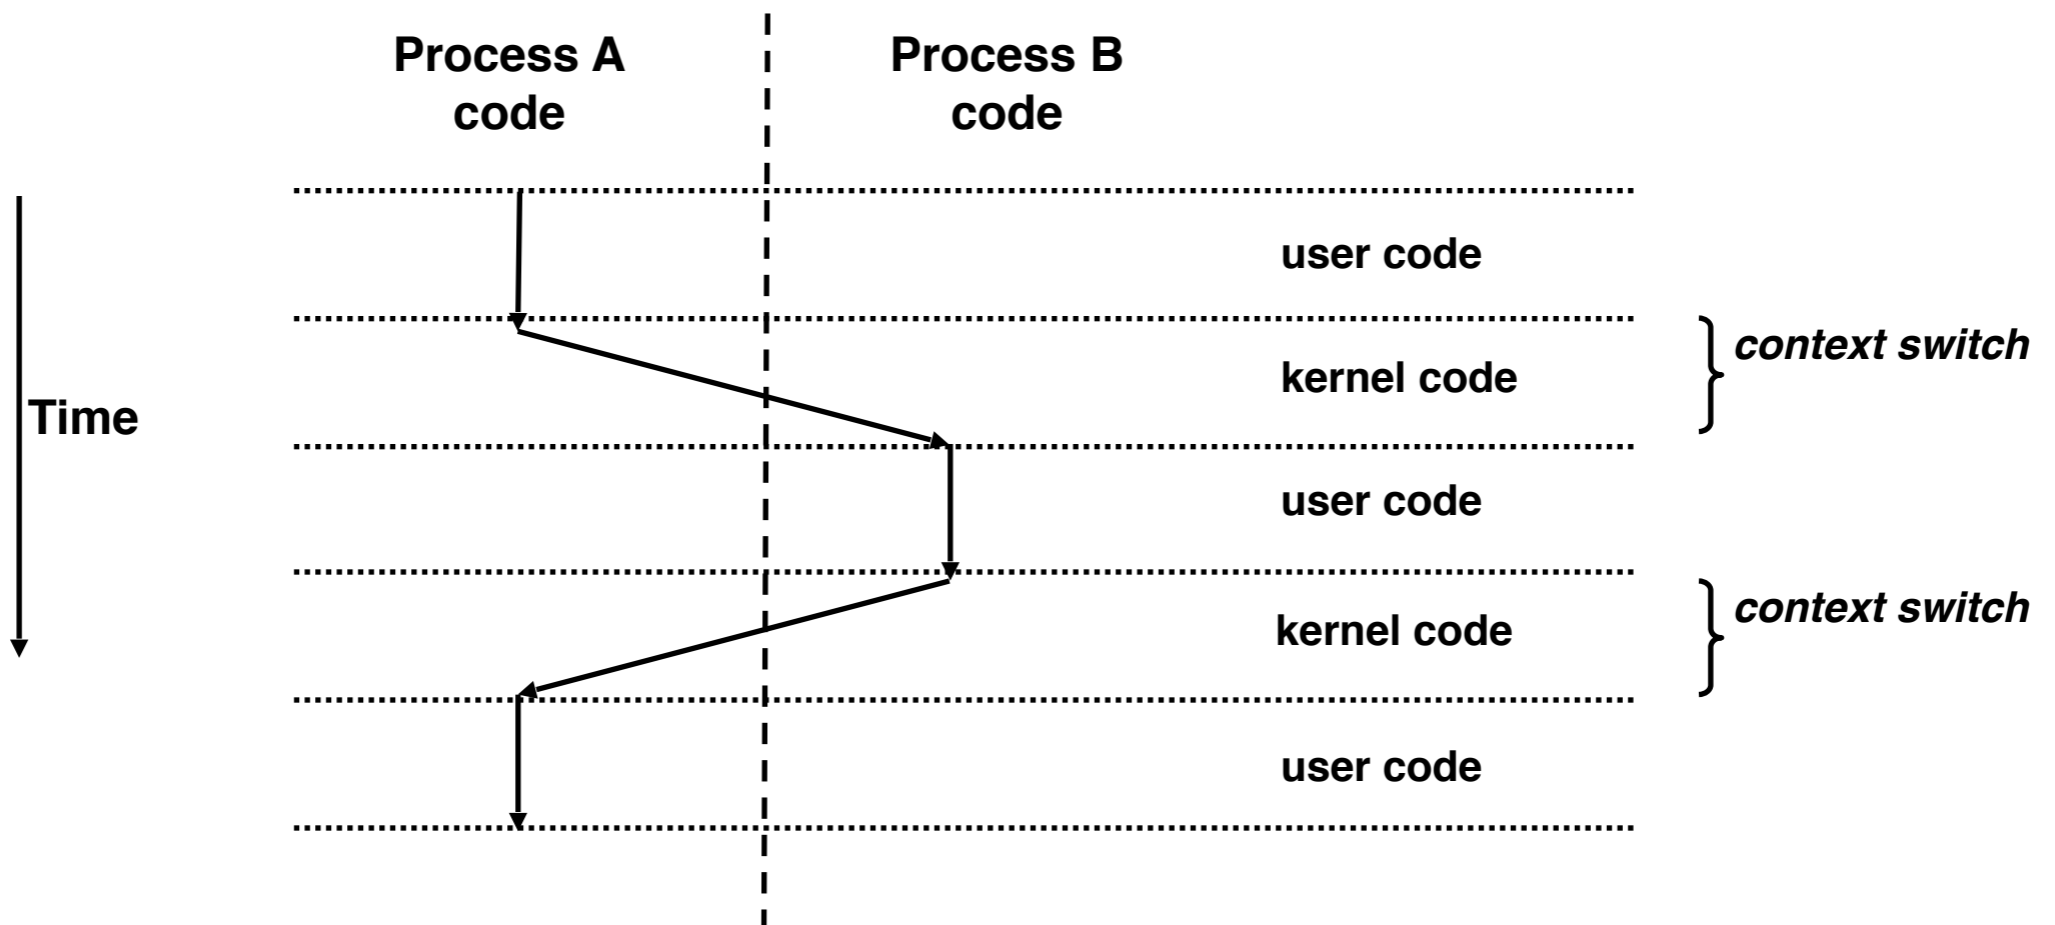 Process A
code
Process B
code
user code
context switch
kernel code
Time
user code
context switch
kernel code
user code